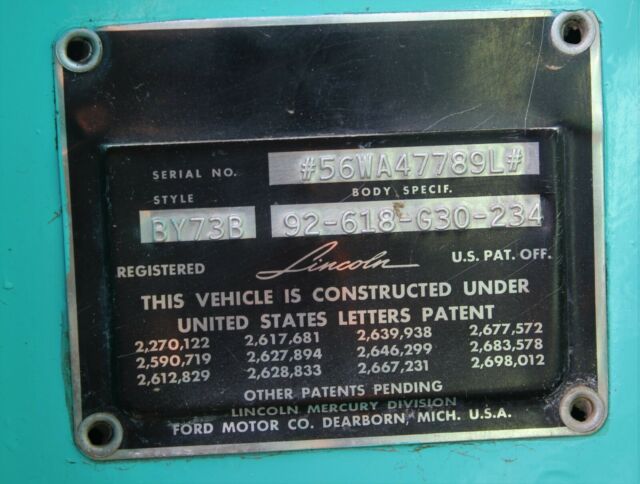 SERIAL NO. #56WA47789L#
STYLE BODY SPECIF.
BY73B 92-618-G30-234
REGISTERED Lincoln U.S. PAT. OFF.
THIS VEHICLE IS CONSTRUCTED UNDER
UNITED STATES LETTERS PATENT
2,270,122 2,617,681 2,639,938 2,677,572
2,590,719 2,627,894 2,646,299 2,683,578
2,612,829 2,628,833 2,667,231 2,698,012
OTHER PATENTS PENDING
LINCOLN MERCURY DIVISION
FORD MOTOR CO. DEARBORN, MICH. U.S.A.